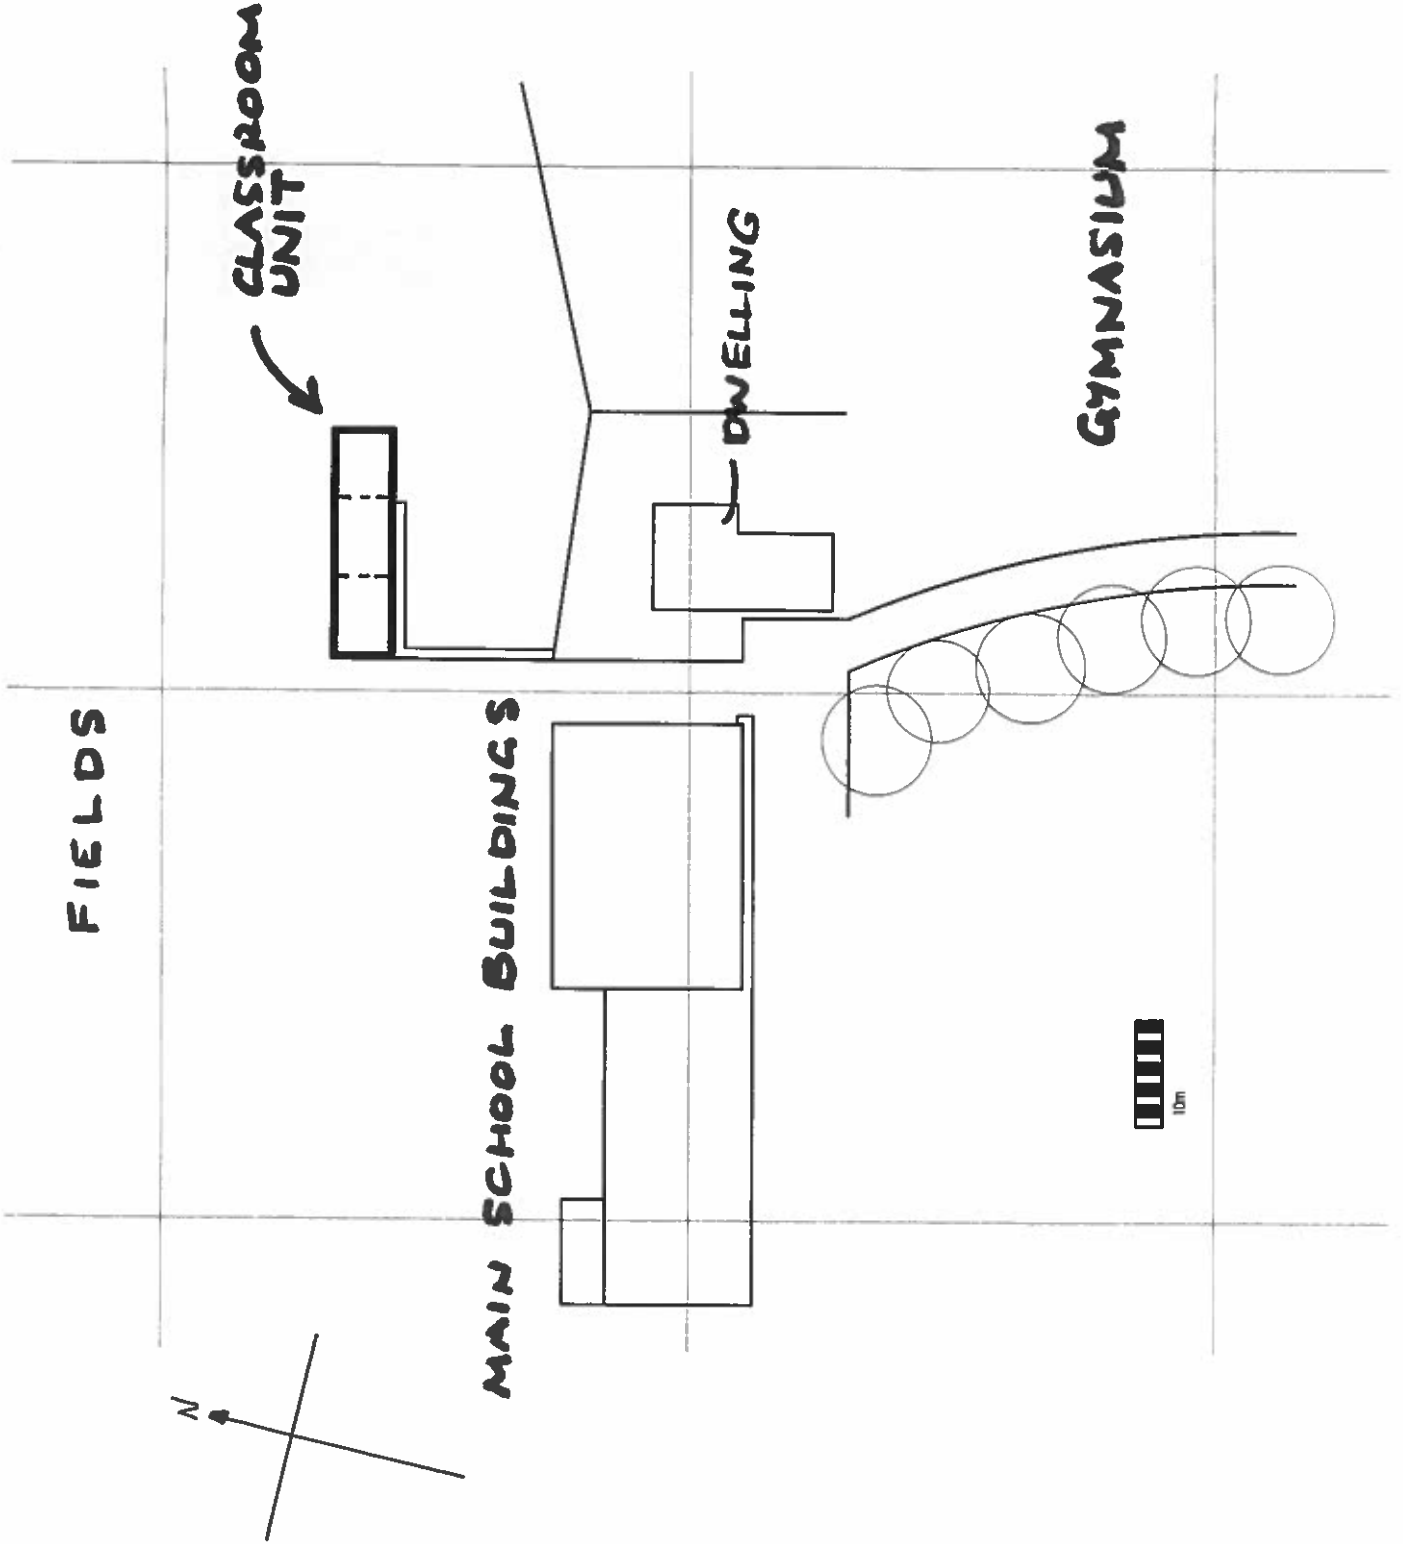 CLASSROOM
UNIT
DWELLING
GYMNASIUM
FIELDS
MAIN SCHOOL BUILDINGS
10m
N